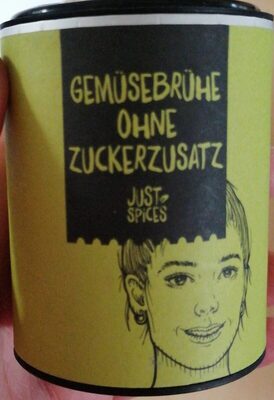 GEMÜSEBRÜHE
OHNE
ZUCKERZUSATZ
JUST
SPICES